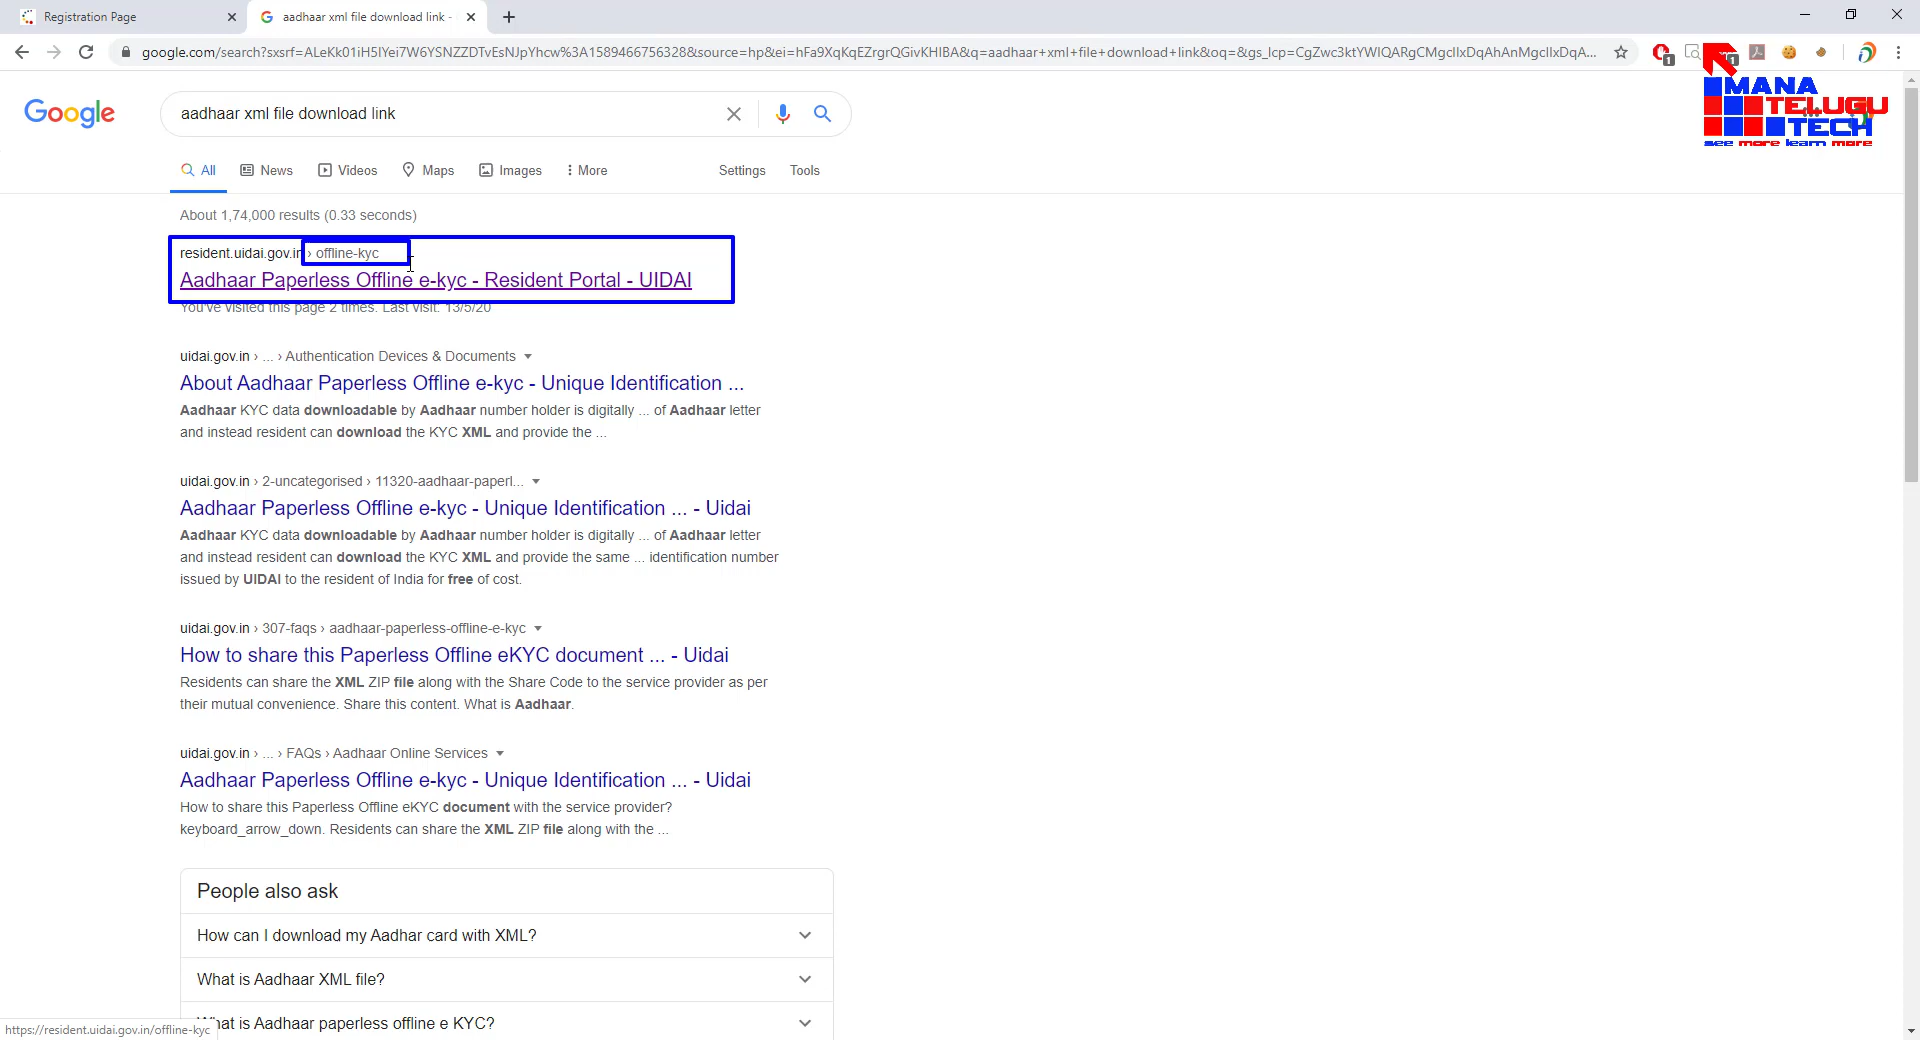 Registration Page
aadhaar xml file download link -
google.com/search?sxsrf=ALeKk01iH5IYei7W6YSNZZDTvEsNJpYhcw%3A1589466756328&source=hp&ei=hFa9XqKqEZrgrQGivKHIBA&q=aadhaar+xml+file+download+link&oq=&gs_lcp=CgZwc3ktYWIQARgCMgcIIxDqAhAnMgcIIxDqA...
1
1
MANA
TELUGU
TECH
see more learn more
Google
aadhaar xml file download link
All
News
Videos
Maps
Images
More
Settings
Tools
About 1,74,000 results (0.33 seconds)
resident.uidai.gov.in › offline-kyc
Aadhaar Paperless Offline e-kyc - Resident Portal - UIDAI
You've visited this page 2 times. Last visit: 13/5/20
uidai.gov.in › ... › Authentication Devices & Documents
About Aadhaar Paperless Offline e-kyc - Unique Identification ...
Aadhaar KYC data downloadable by Aadhaar number holder is digitally ... of Aadhaar letter
and instead resident can download the KYC XML and provide the ...
uidai.gov.in › 2-uncategorised › 11320-aadhaar-paperl...
Aadhaar Paperless Offline e-kyc - Unique Identification ... - Uidai
Aadhaar KYC data downloadable by Aadhaar number holder is digitally ... of Aadhaar letter
and instead resident can download the KYC XML and provide the same ... identification number
issued by UIDAI to the resident of India for free of cost.
uidai.gov.in › 307-faqs › aadhaar-paperless-offline-e-kyc
How to share this Paperless Offline eKYC document ... - Uidai
Residents can share the XML ZIP file along with the Share Code to the service provider as per
their mutual convenience. Share this content. What is Aadhaar.
uidai.gov.in › ... › FAQs › Aadhaar Online Services
Aadhaar Paperless Offline e-kyc - Unique Identification ... - Uidai
How to share this Paperless Offline eKYC document with the service provider?
keyboard_arrow_down. Residents can share the XML ZIP file along with the ...
People also ask
How can I download my Aadhar card with XML?
What is Aadhaar XML file?
What is Aadhaar paperless offline e KYC?
https://resident.uidai.gov.in/offline-kyc